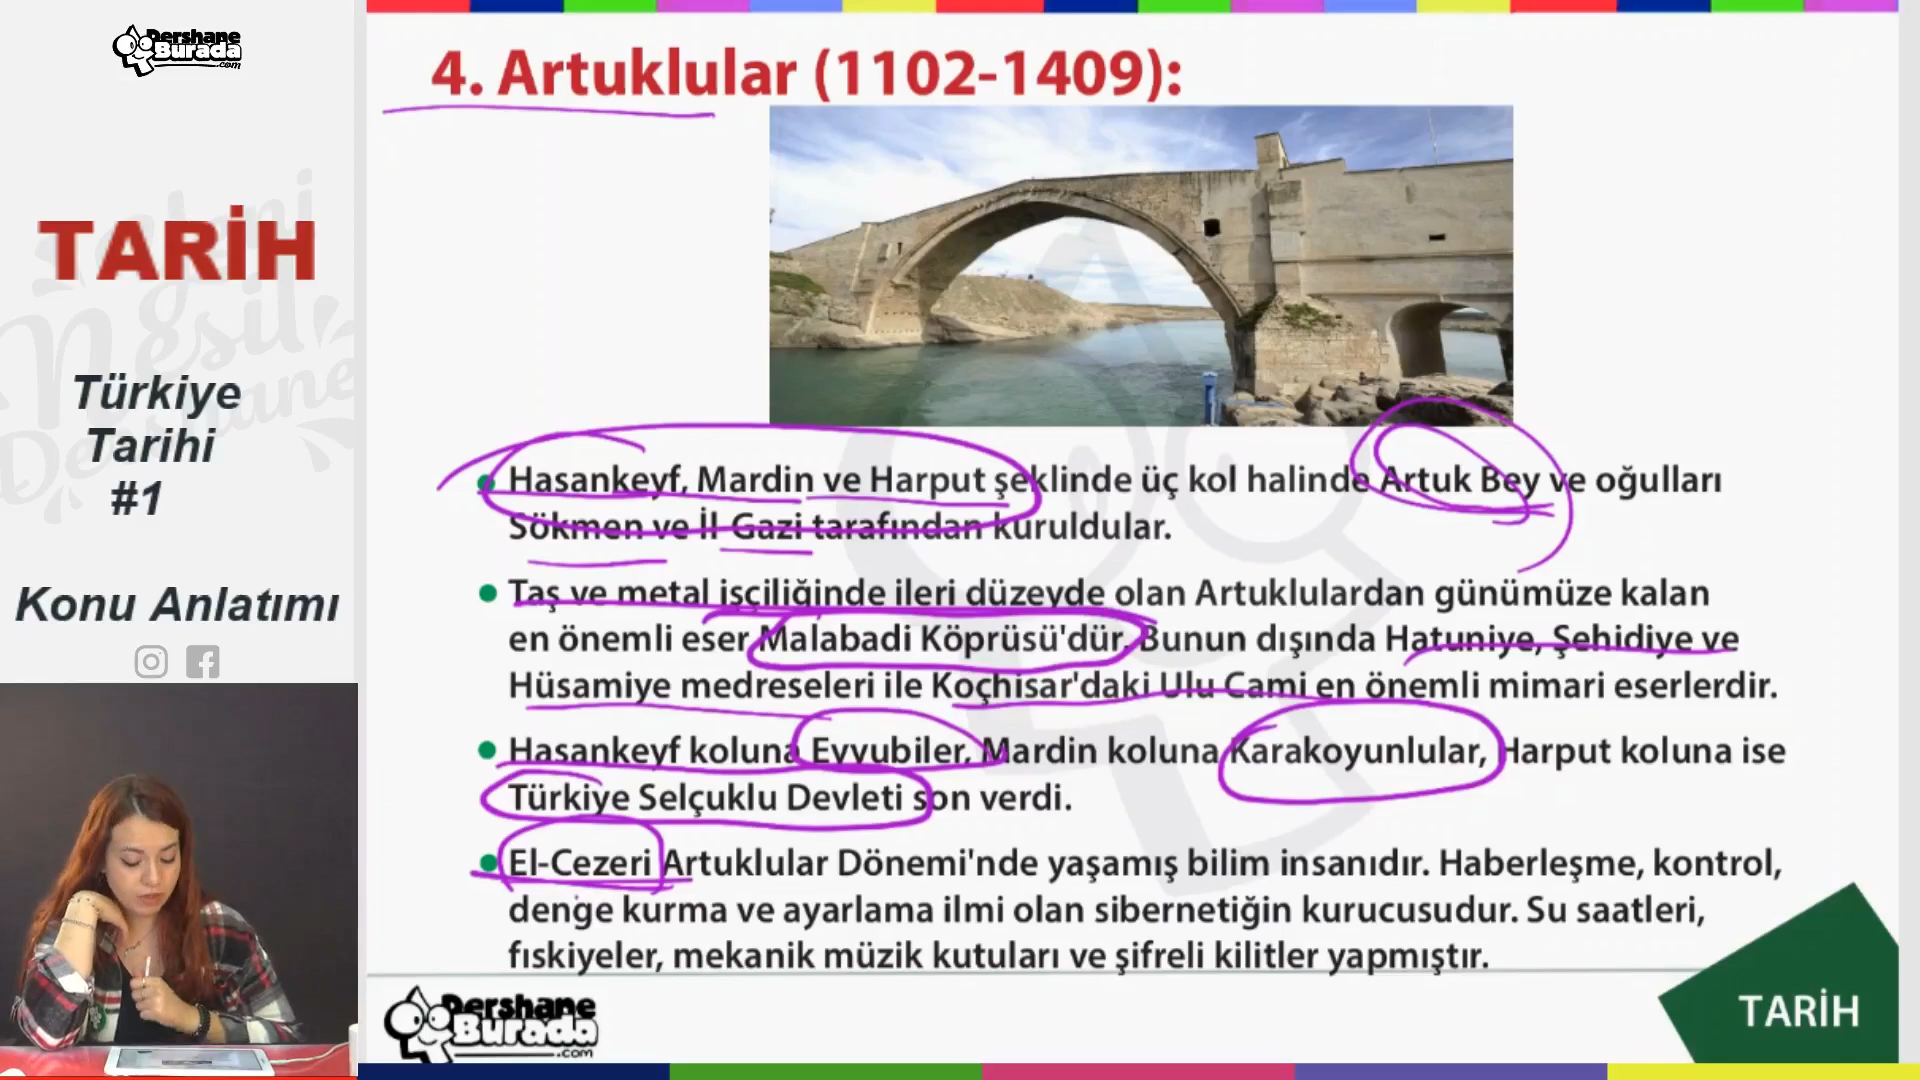 Dershane
Burada
.com
TARİH
Türkiye
Tarihi
#1
Konu Anlatımı
Yeni
Nesil
Dershane
4. Artuklular (1102-1409):
Hasankeyf, Mardin ve Harput şeklinde üç kol halinde Artuk Bey ve oğulları
Sökmen ve İl Gazi tarafından kuruldular.
Taş ve metal işçiliğinde ileri düzeyde olan Artuklulardan günümüze kalan
en önemli eser Malabadi Köprüsü'dür. Bunun dışında Hatuniye, Şehidiye ve
Hüsamiye medreseleri ile Koçhisar'daki Ulu Cami en önemli mimari eserlerdir.
Hasankeyf koluna Eyyubiler, Mardin koluna Karakoyunlular, Harput koluna ise
Türkiye Selçuklu Devleti son verdi.
El-Cezeri Artuklular Dönemi'nde yaşamış bilim insanıdır. Haberleşme, kontrol,
denge kurma ve ayarlama ilmi olan sibernetiğin kurucusudur. Su saatleri,
fıskiyeler, mekanik müzik kutuları ve şifreli kilitler yapmıştır.
Dershane
Burada
.com
TARİH